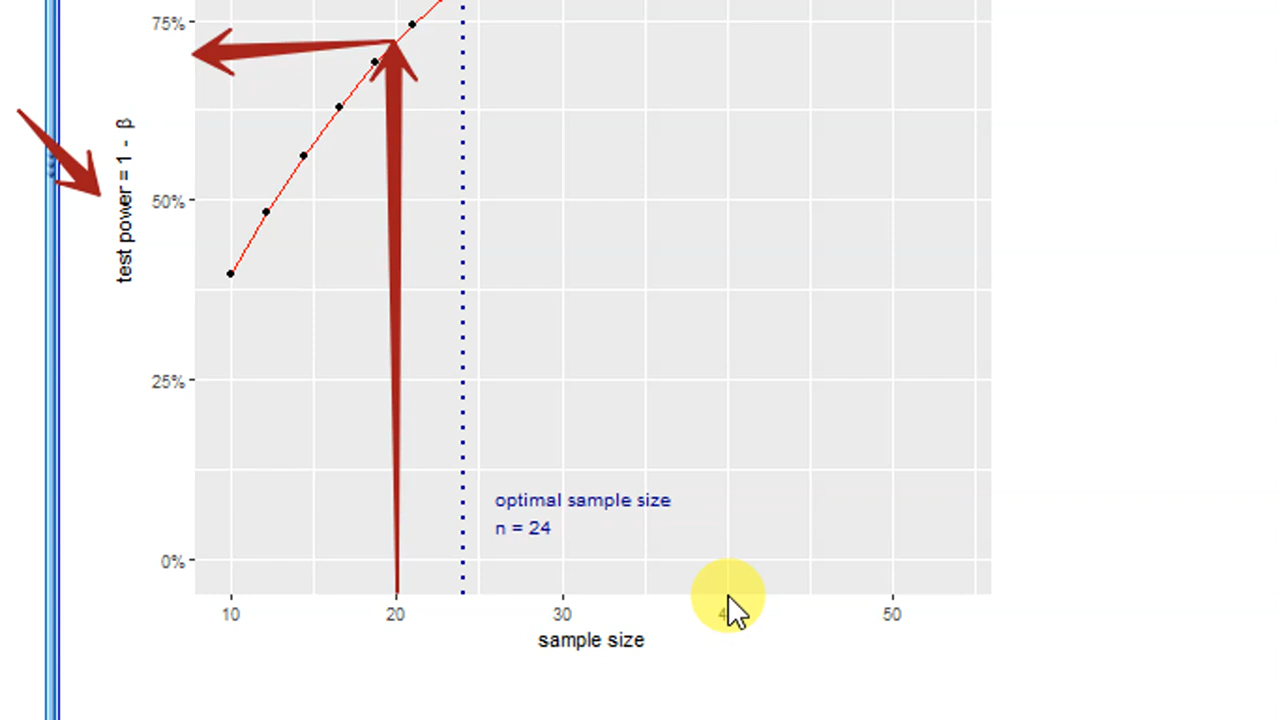 75%
test power = 1 - β
50%
25%
optimal sample size
n = 24
0%
10 20 30 50
sample size